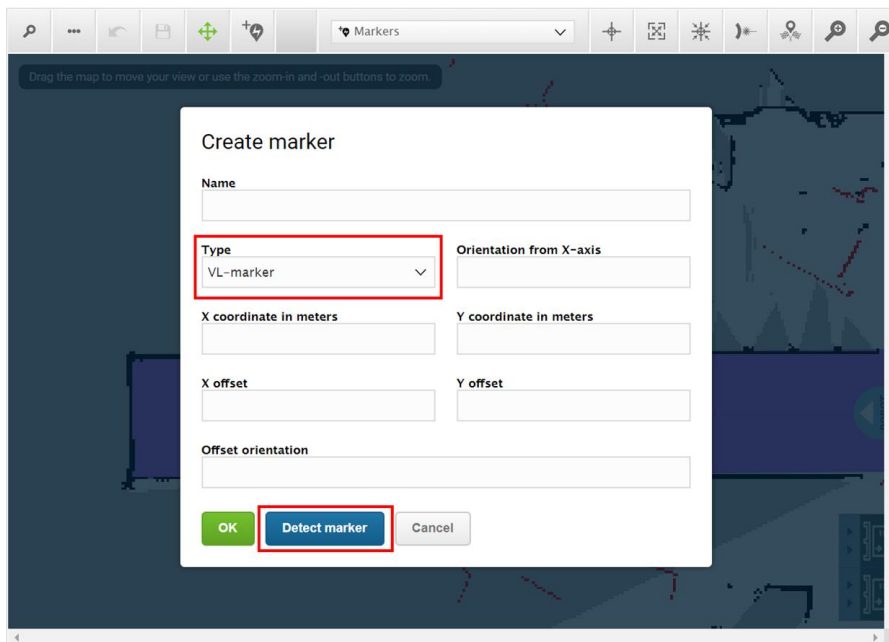 Markers
Drag the map to move your view or use the zoom-in and -out buttons to zoom.
Create marker
Name
Type
Orientation from X-axis
VL-marker
X coordinate in meters
Y coordinate in meters
X offset
Y offset
Offset orientation
OK
Detect marker
Cancel